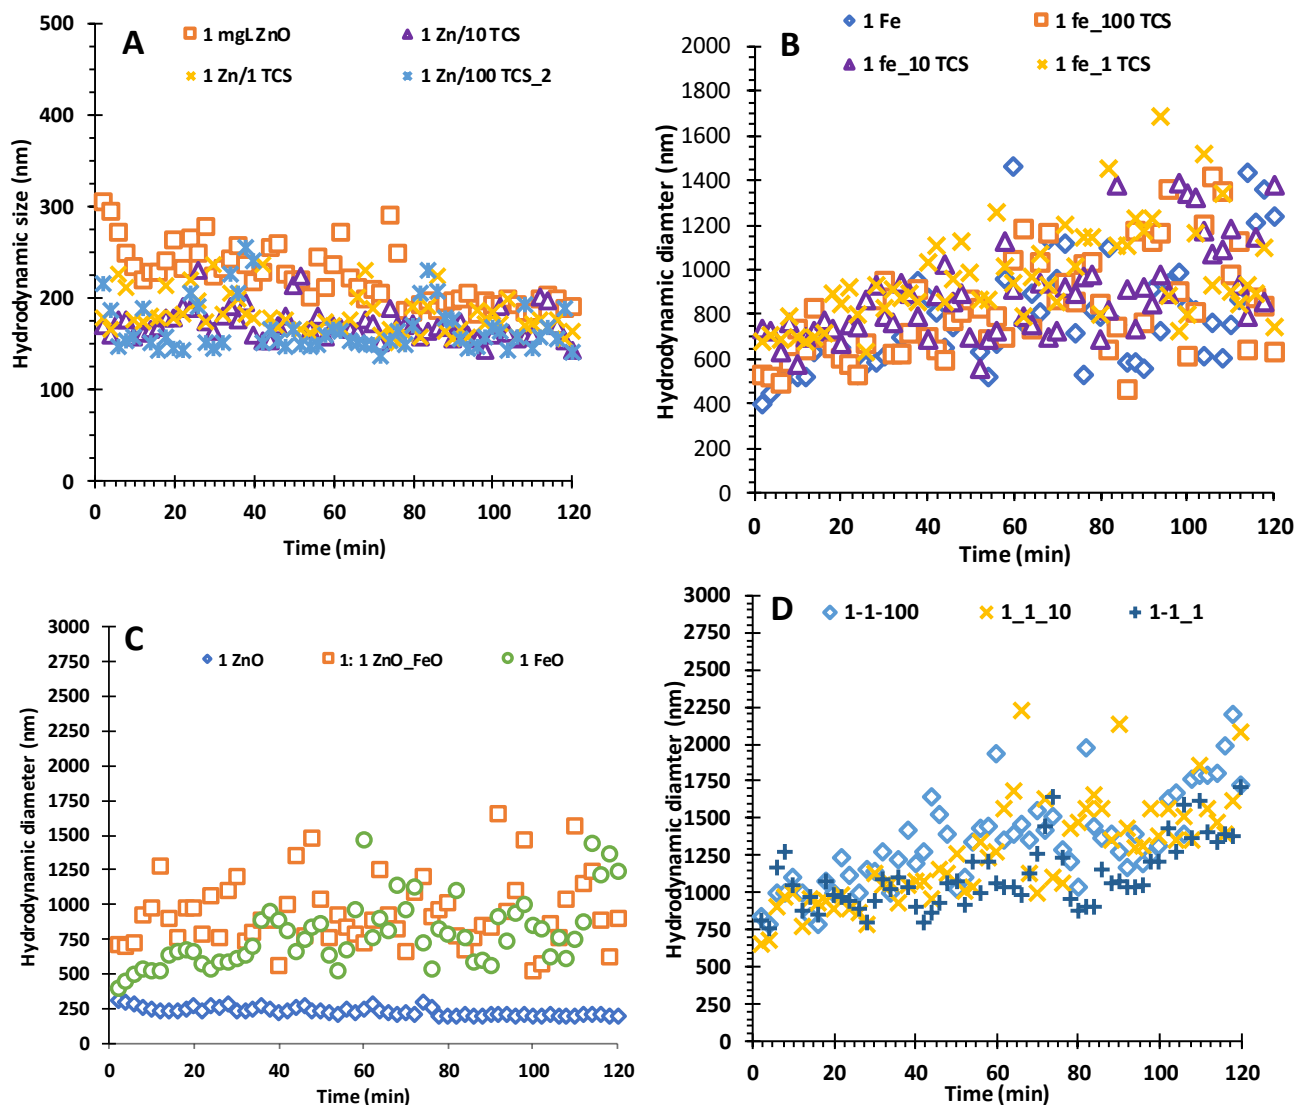 A
1 mgL ZnO
1 Zn/10 TCS
1 Zn/1 TCS
1 Zn/100 TCS_2
Hydrodynamic size (nm)
500
400
300
200
100
0
0 20 40 60 80 100 120
Time (min)
B
1 Fe
1 fe_100 TCS
1 fe_10 TCS
1 fe_1 TCS
Hydrodynamic diamter (nm)
2000
1800
1600
1400
1200
1000
800
600
400
200
0
0 20 40 60 80 100 120
Time (min)
C
1 ZnO
1: 1 ZnO_FeO
1 FeO
Hydrodynamic diameter (nm)
3000
2750
2500
2250
2000
1750
1500
1250
1000
750
500
250
0
0 20 40 60 80 100 120
Time (min)
D
1-1-100
1_1_10
1-1_1
Hydrodynamic diamter (nm)
3000
2750
2500
2250
2000
1750
1500
1250
1000
750
500
250
0
0 20 40 60 80 100 120
Time (min)